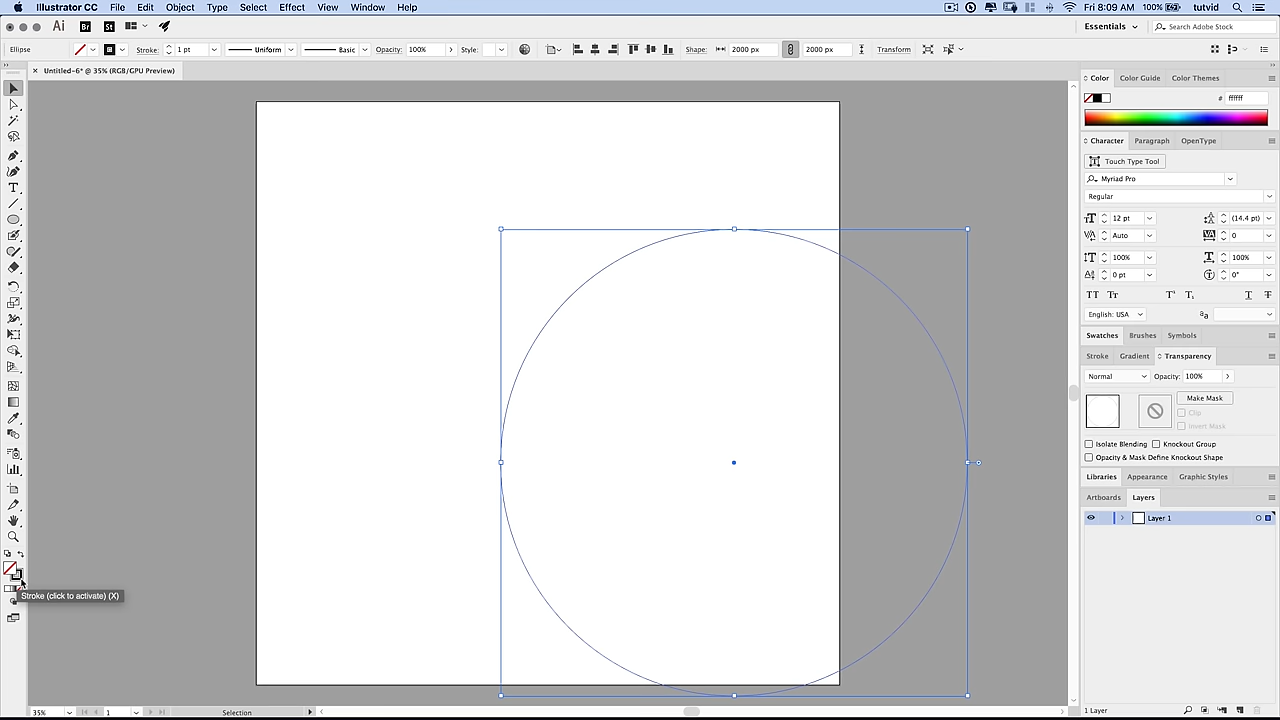 Illustrator CC File Edit Object Type Select Effect View Window Help 100% Fri 8:09 AM tutvid
Ai Br St Essentials Search Adobe Stock
Ellipse Stroke: 1 pt Uniform Basic Opacity: 100% Style: Shape: 2000 px 2000 px Transform
× Untitled-6* @ 35% (RGB/GPU Preview)
Color Color Guide Color Themes
# ffffff
Character Paragraph OpenType
Touch Type Tool
Myriad Pro
Regular
12 pt (14.4 pt)
Auto 0
100% 100%
0 pt 0°
English: USA
Swatches Brushes Symbols
Stroke Gradient Transparency
Normal Opacity: 100%
Make Mask
Clip
Invert Mask
Isolate Blending Knockout Group
Opacity & Mask Define Knockout Shape
Libraries Appearance Graphic Styles
Artboards Layers
Layer 1
Stroke (click to activate) (X)
35% 1 Selection
1 Layer